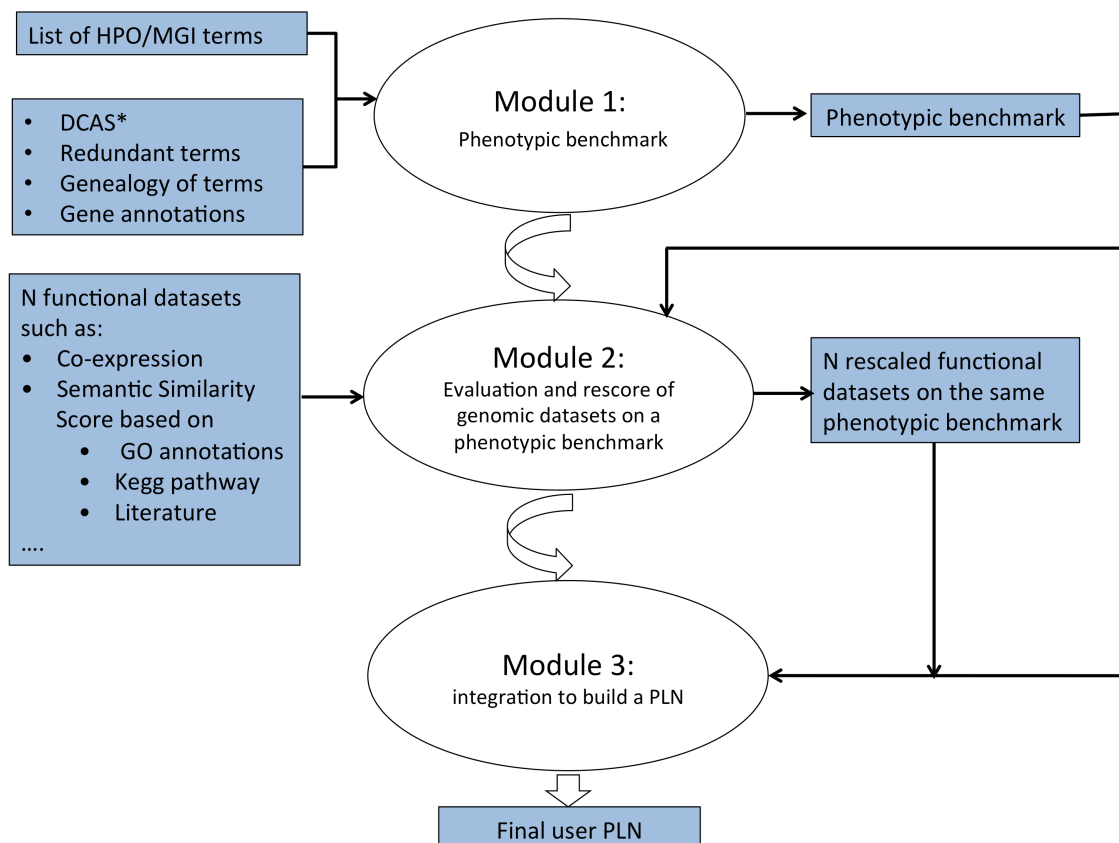 List of HPO/MGI terms
• DCAS*
• Redundant terms
• Genealogy of terms
• Gene annotations
Module 1:
Phenotypic benchmark
Phenotypic benchmark
N functional datasets
such as:
• Co-expression
• Semantic Similarity
Score based on
• GO annotations
• Kegg pathway
• Literature
....
Module 2:
Evaluation and rescore of
genomic datasets on a
phenotypic benchmark
N rescaled functional
datasets on the same
phenotypic benchmark
Module 3:
integration to build a PLN
Final user PLN